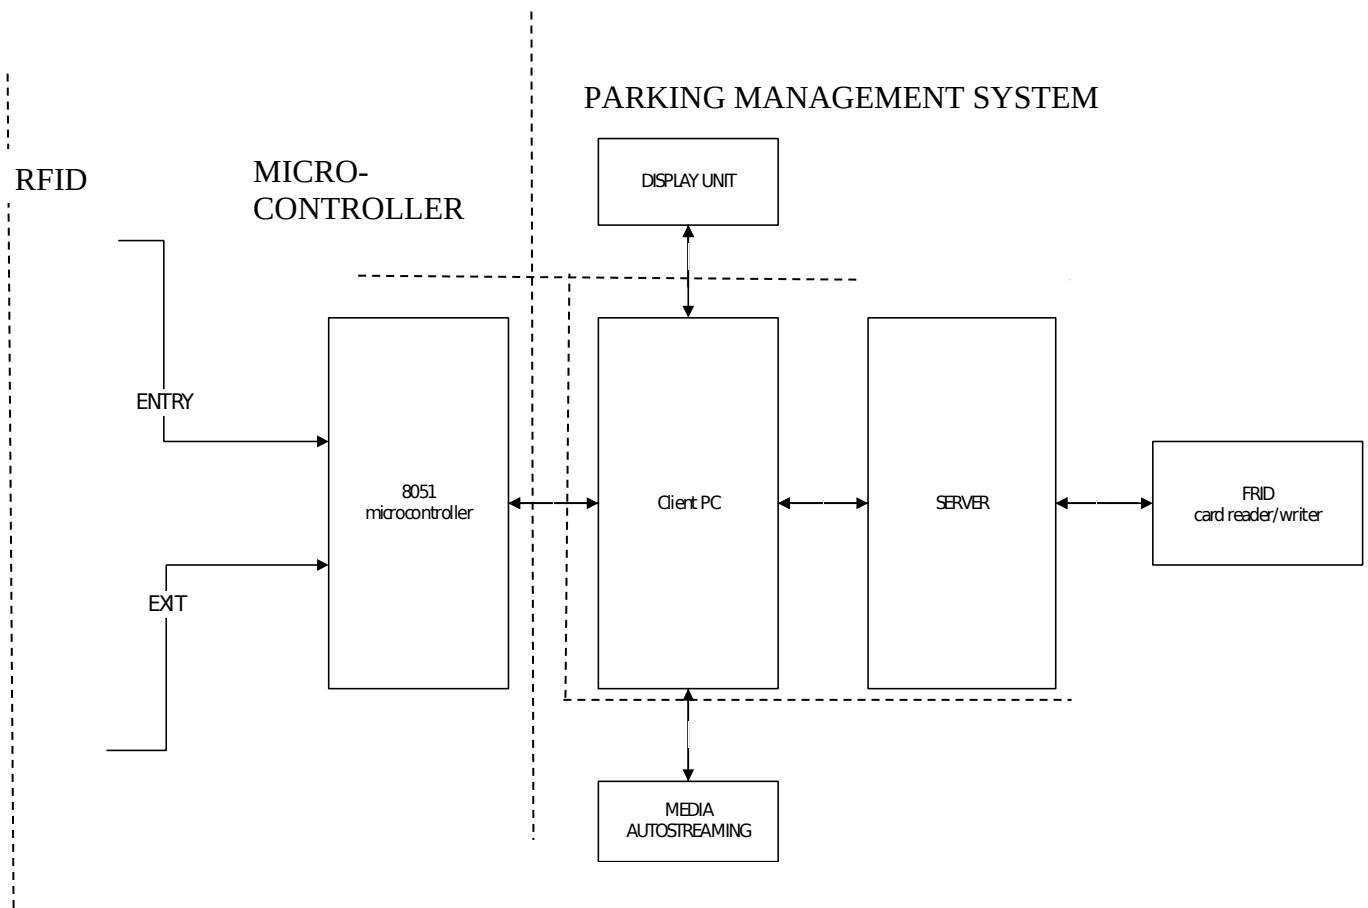 PARKING MANAGEMENT SYSTEM
RFID
MICRO-
CONTROLLER
DISPLAY UNIT
ENTRY
8051
microcontroller
Client PC
SERVER
FRID
card reader/writer
EXIT
MEDIA
AUTOSTREAMING